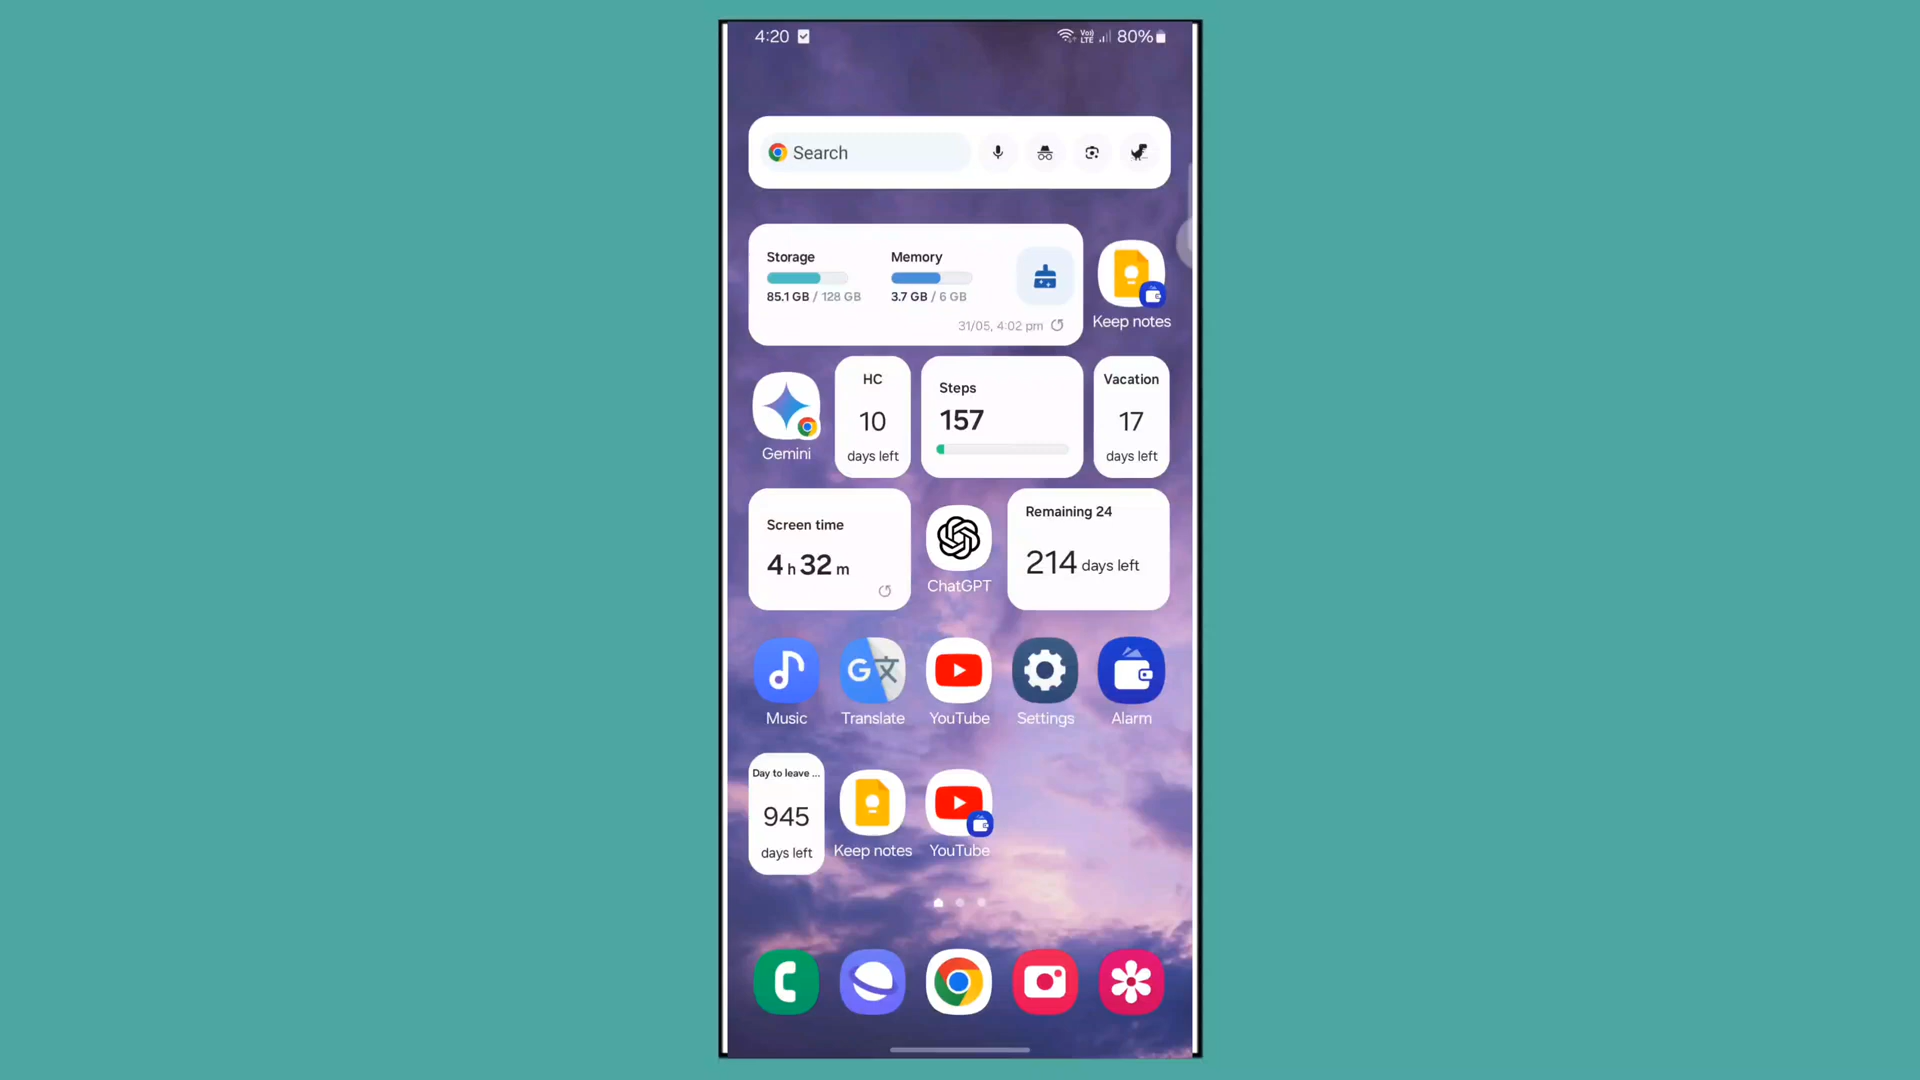 4:20
Vo)) LTE 80%
Search
Storage
Memory
85.1 GB / 128 GB
3.7 GB / 6 GB
31/05, 4:02 pm
Keep notes
Gemini
HC
10
days left
Steps
157
Vacation
17
days left
Screen time
4 h 32 m
ChatGPT
Remaining 24
214 days left
Music
Translate
YouTube
Settings
Alarm
Day to leave ...
945
days left
Keep notes
YouTube